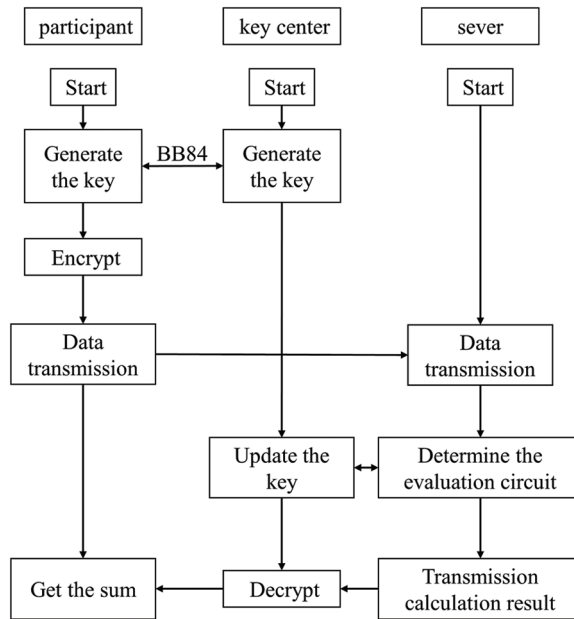 participant
key center
sever
Start
Start
Start
Generate
the key
BB84
Generate
the key
Encrypt
Data
transmission
Data
transmission
Update the
key
Determine the
evaluation circuit
Get the sum
Decrypt
Transmission
calculation result